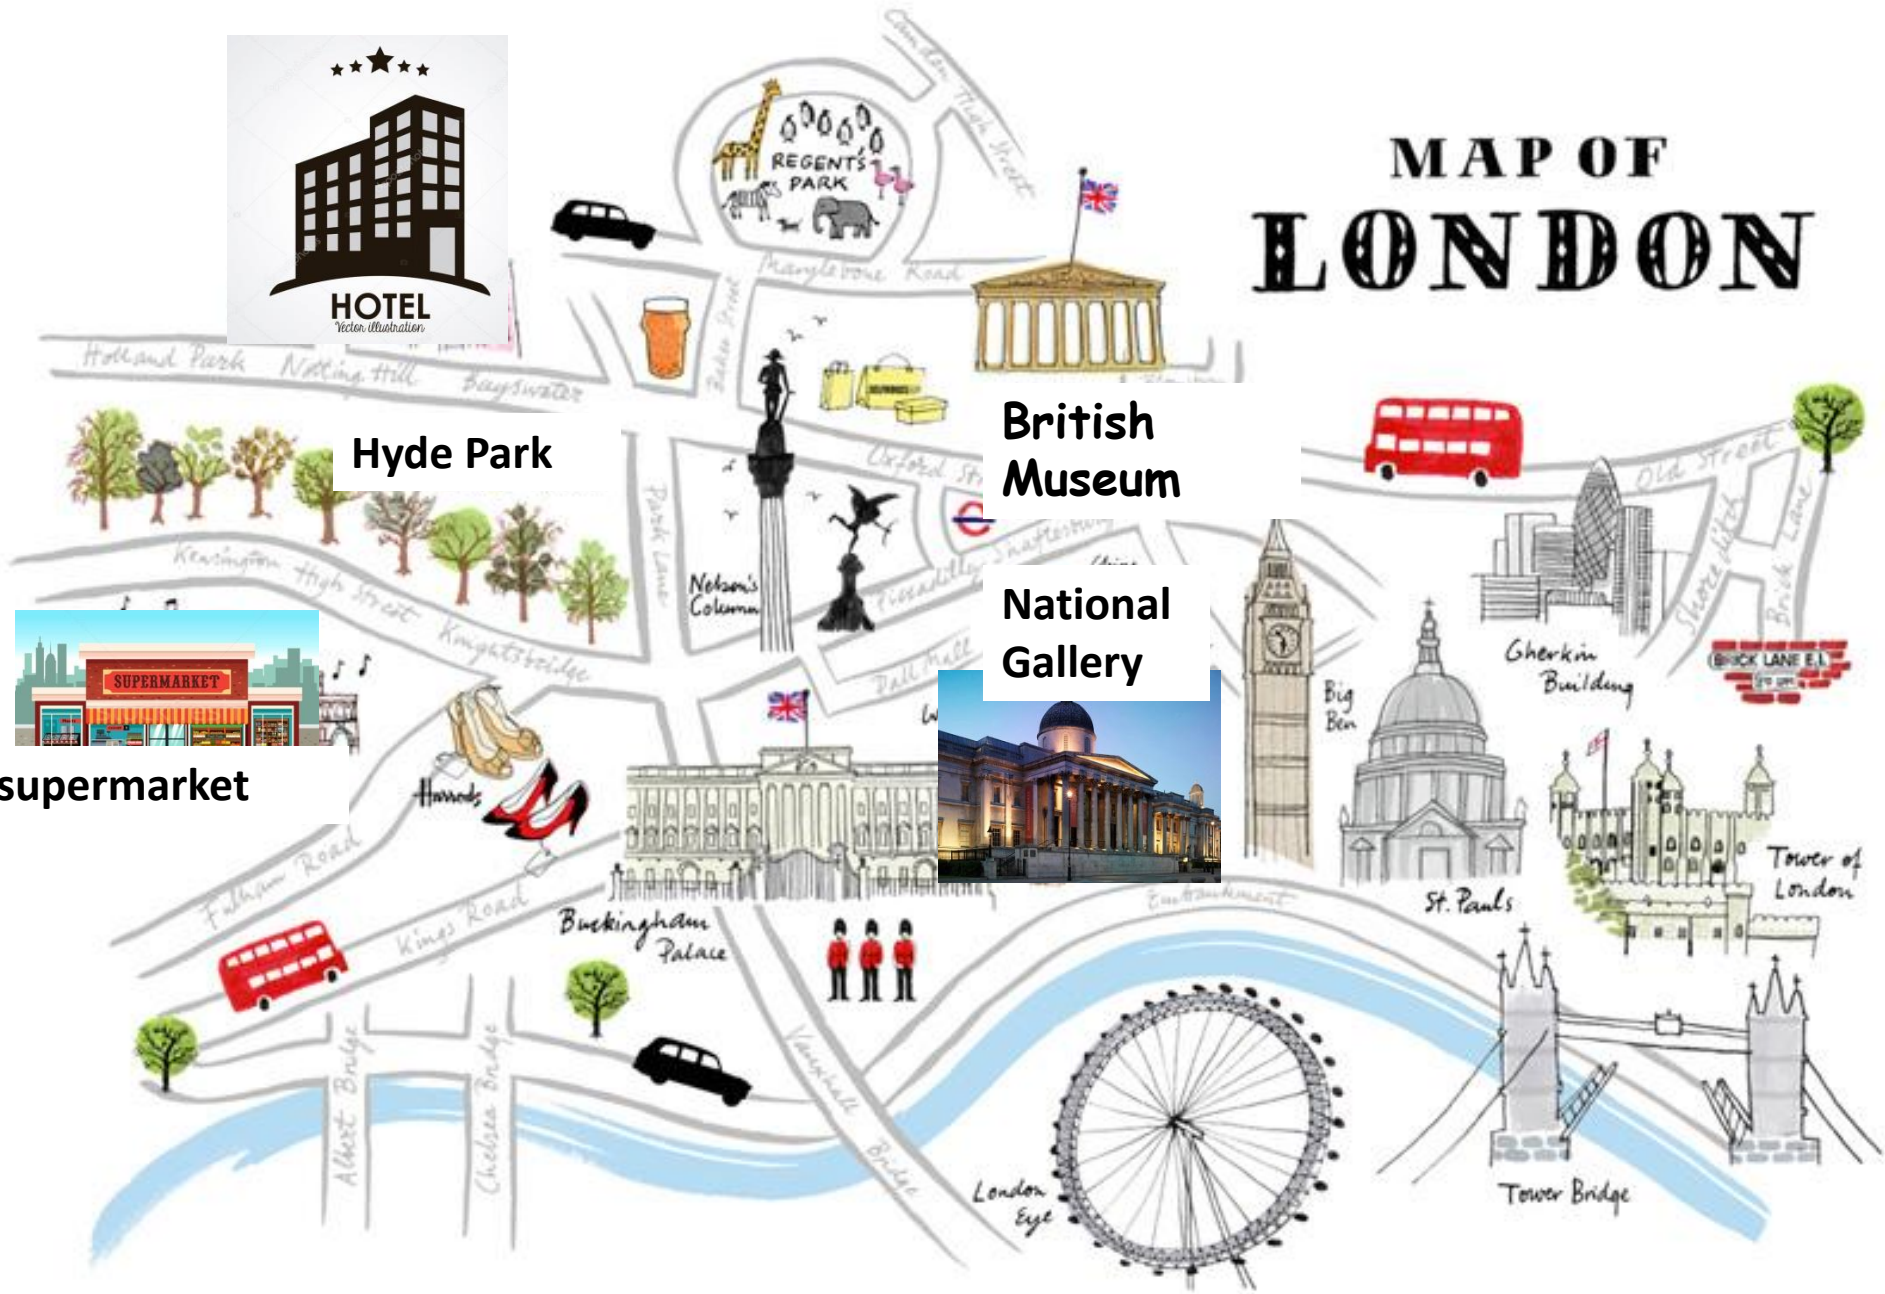 MAP OF
LONDON
HOTEL
Vector illustration
Camden High Street
REGENT'S
PARK
Marylebone Road
Baker Street
Holland Park Notting Hill Bayswater
Hyde Park
British
Museum
Oxford
Old Street
Park Lane
Shoreditch
Brick Lane
Kensington High Street Knightsbridge
Nelson's
Column
Piccadilly
National
Gallery
Pall Mall
Gherkin
Building
BRICK LANE E.1.
SUPERMARKET
supermarket
Big
Ben
Harrods
Fulham Road
Kings Road
Buckingham
Palace
Embankment
St. Pauls
Tower of
London
Albert Bridge
Chelsea Bridge
Vauxhall Bridge
London
Eye
Tower Bridge